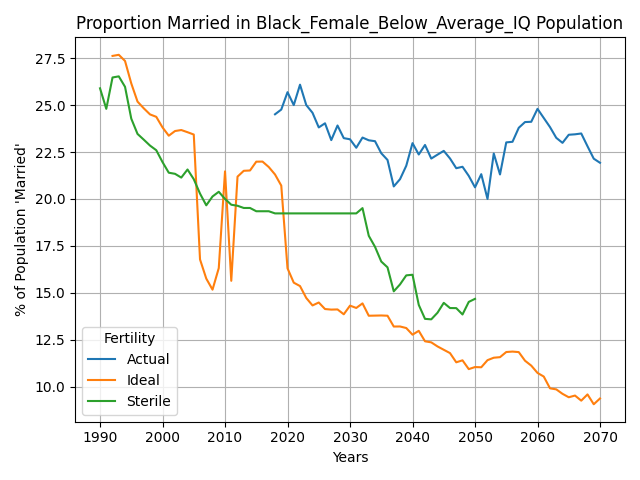 Proportion Married in Black_Female_Below_Average_IQ Population
% of Population 'Married'
27.5
25.0
22.5
20.0
17.5
15.0
12.5
10.0
Fertility
Actual
Ideal
Sterile
1990 2000 2010 2020 2030 2040 2050 2060 2070
Years